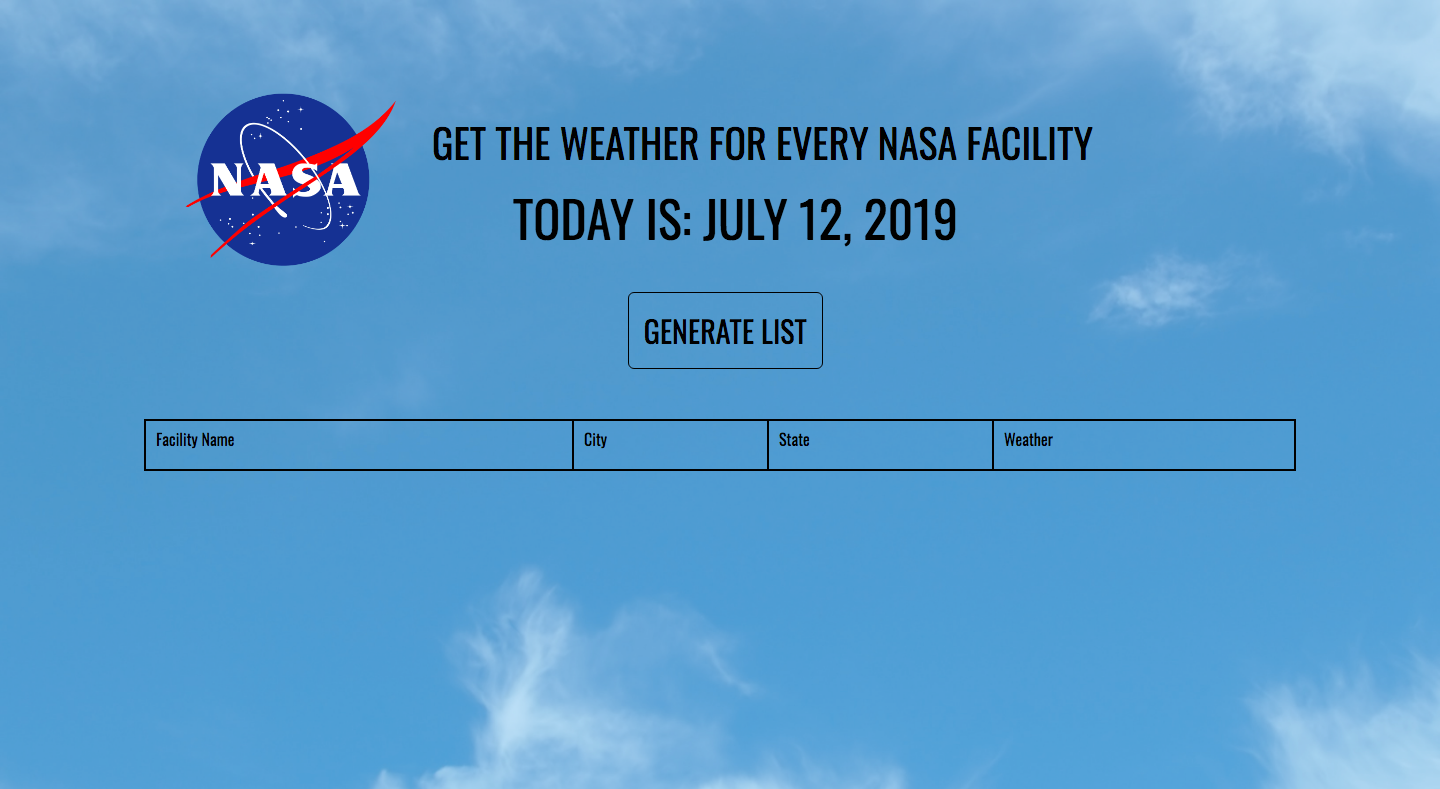 NASA
GET THE WEATHER FOR EVERY NASA FACILITY
TODAY IS: JULY 12, 2019
GENERATE LIST
Facility Name City State Weather